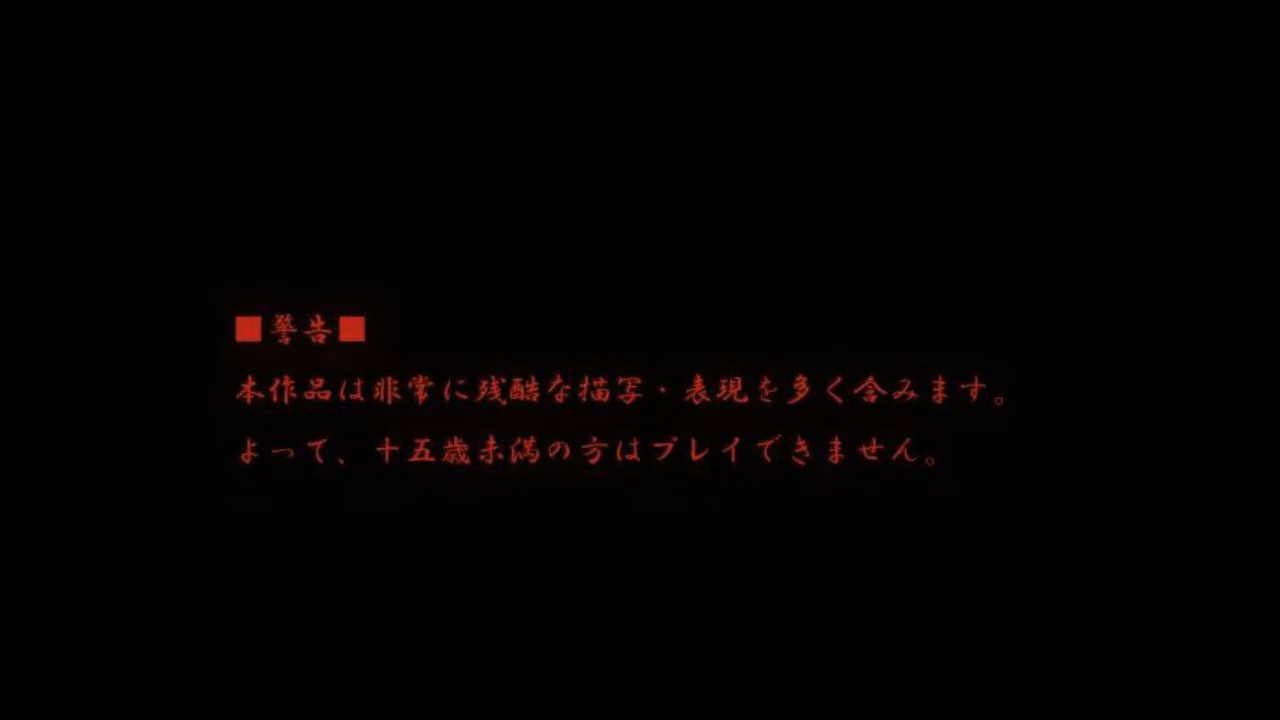 ■警告■
本作品は非常に残酷な描写・表現を多く含みます。
よって、十五歳未満の方はプレイできません。